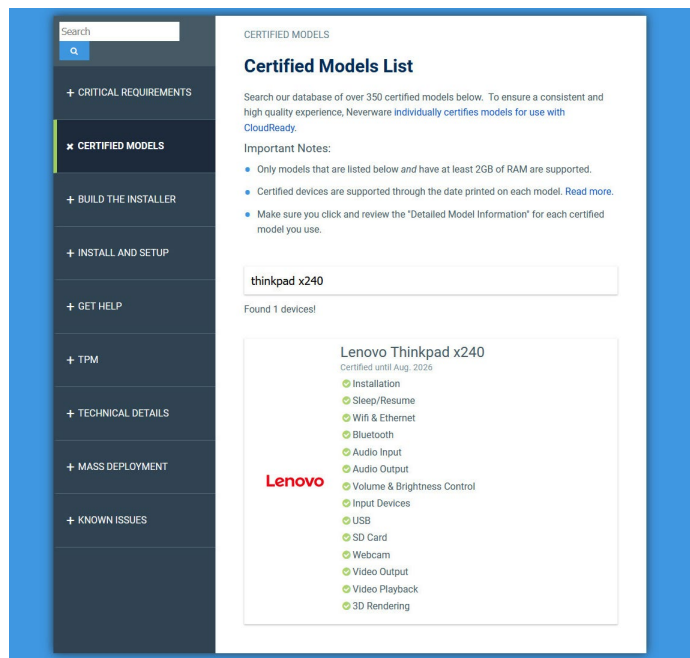 Search
+ CRITICAL REQUIREMENTS
× CERTIFIED MODELS
+ BUILD THE INSTALLER
+ INSTALL AND SETUP
+ GET HELP
+ TPM
+ TECHNICAL DETAILS
+ MASS DEPLOYMENT
+ KNOWN ISSUES
CERTIFIED MODELS
Certified Models List
Search our database of over 350 certified models below. To ensure a consistent and
high quality experience, Neverware individually certifies models for use with
CloudReady.
Important Notes:
• Only models that are listed below and have at least 2GB of RAM are supported.
• Certified devices are supported through the date printed on each model. Read more.
• Make sure you click and review the "Detailed Model Information" for each certified
model you use.
thinkpad x240
Found 1 devices!
Lenovo
Lenovo Thinkpad x240
Certified until Aug. 2026
Installation
Sleep/Resume
Wifi & Ethernet
Bluetooth
Audio Input
Audio Output
Volume & Brightness Control
Input Devices
USB
SD Card
Webcam
Video Output
Video Playback
3D Rendering